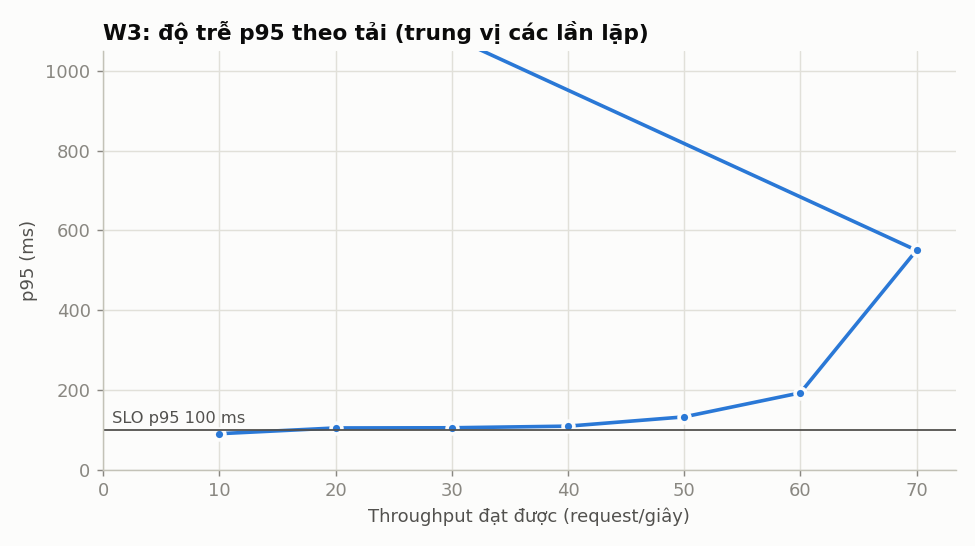 W3: độ trễ p95 theo tải (trung vị các lần lặp)
p95 (ms)
1000
800
600
400
200
0
SLO p95 100 ms
0 10 20 30 40 50 60 70
Throughput đạt được (request/giây)